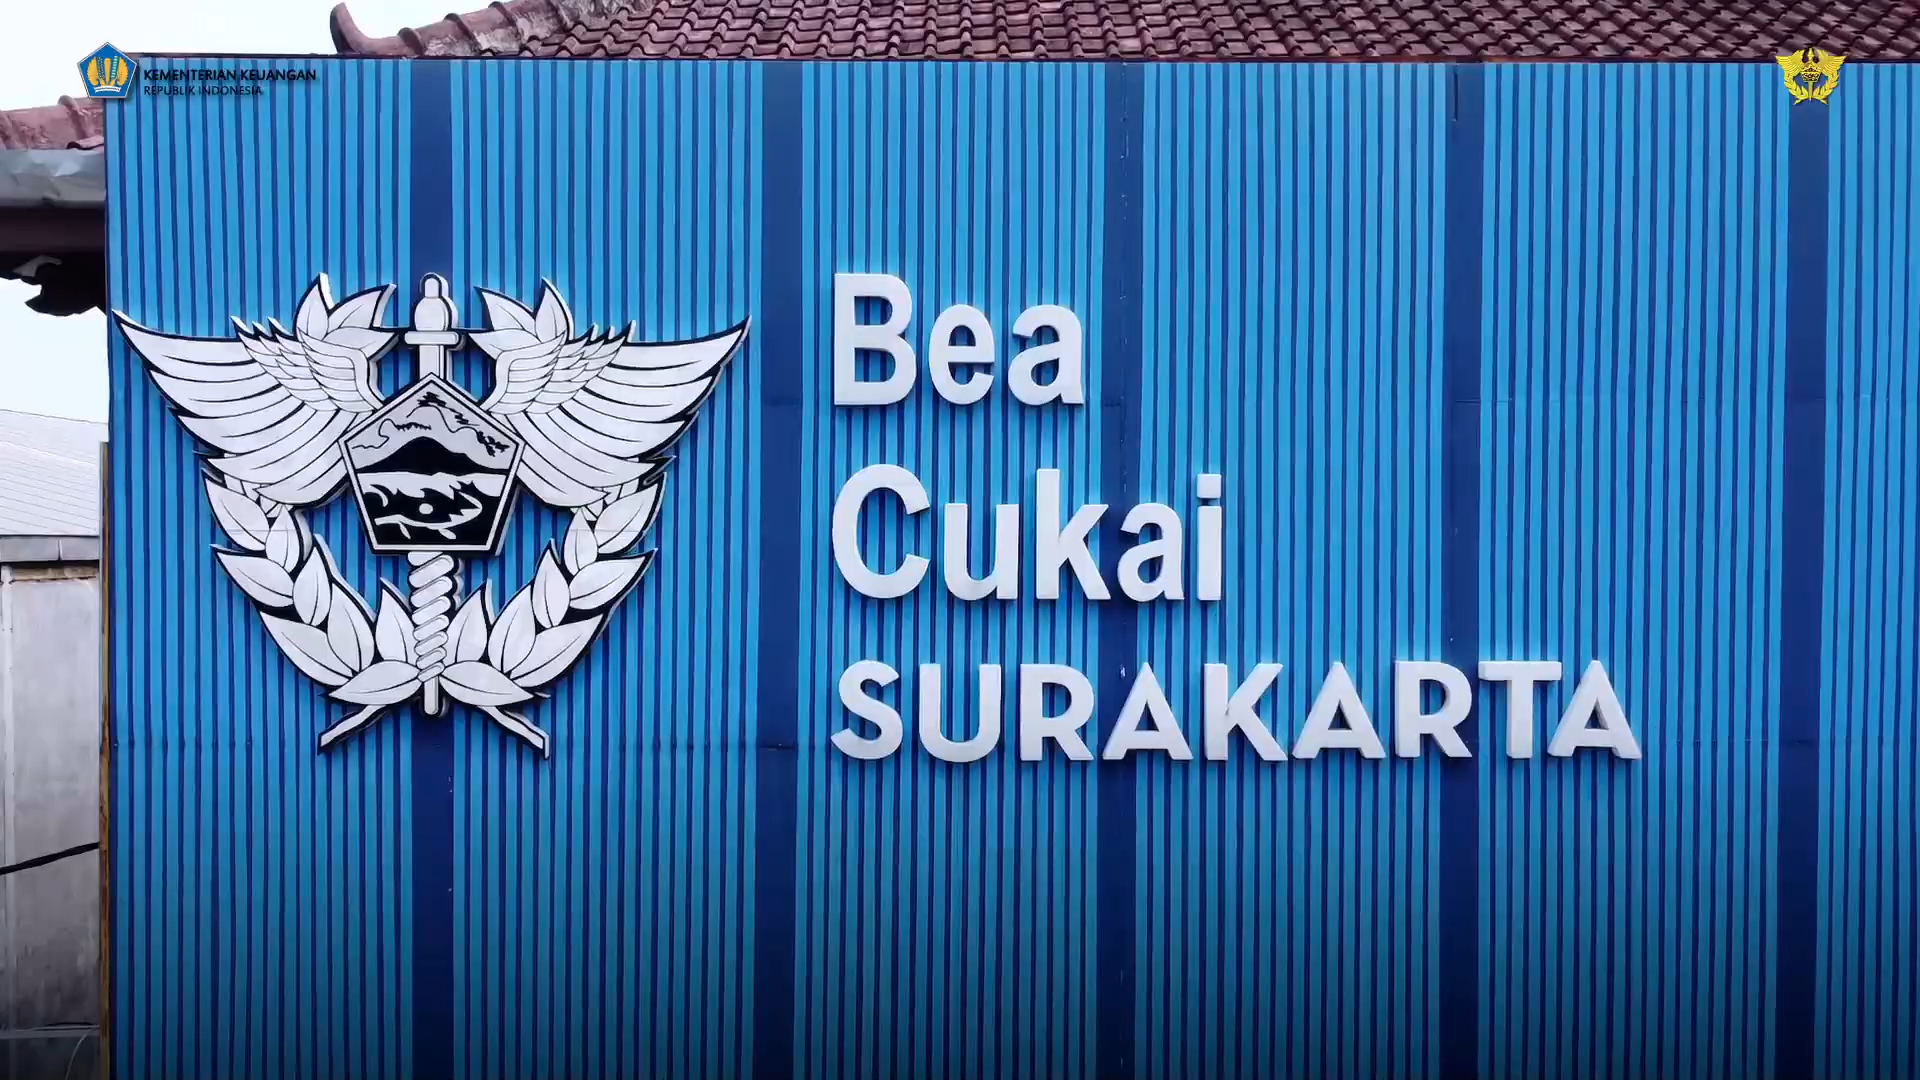 KEMENTERIAN KEUANGAN
REPUBLIK INDONESIA
Bea
Cukai
SURAKARTA